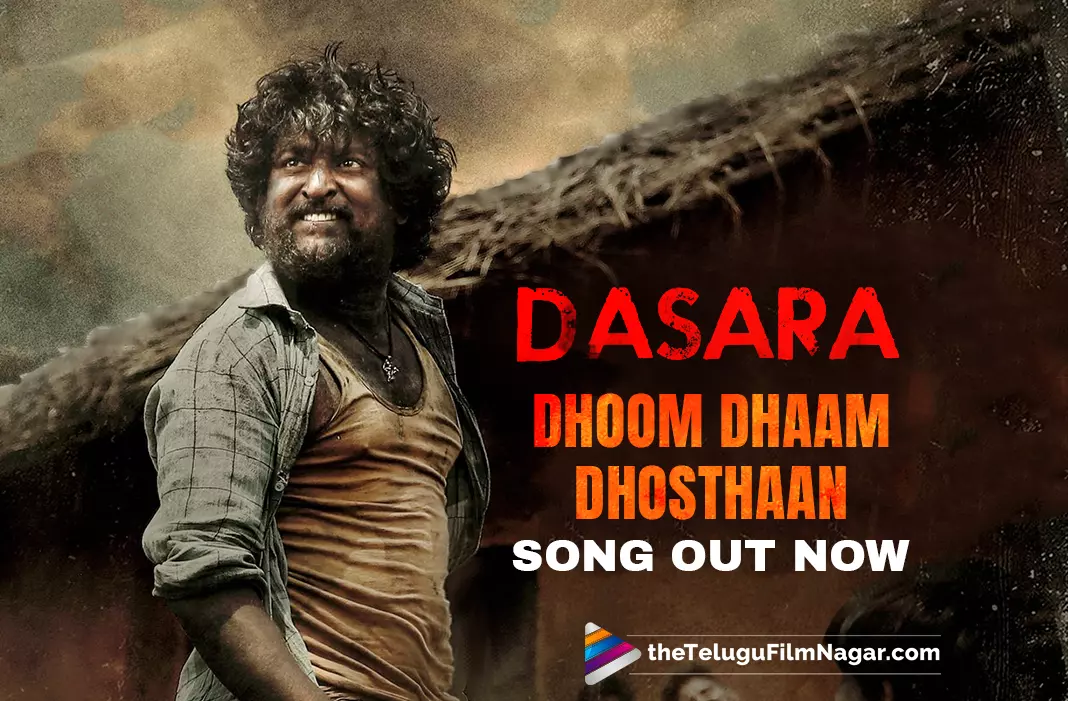 DASARA
DHOOM DHAAM
DHOSTHAAN
SONG OUT NOW
theTeluguFilmNagar.com